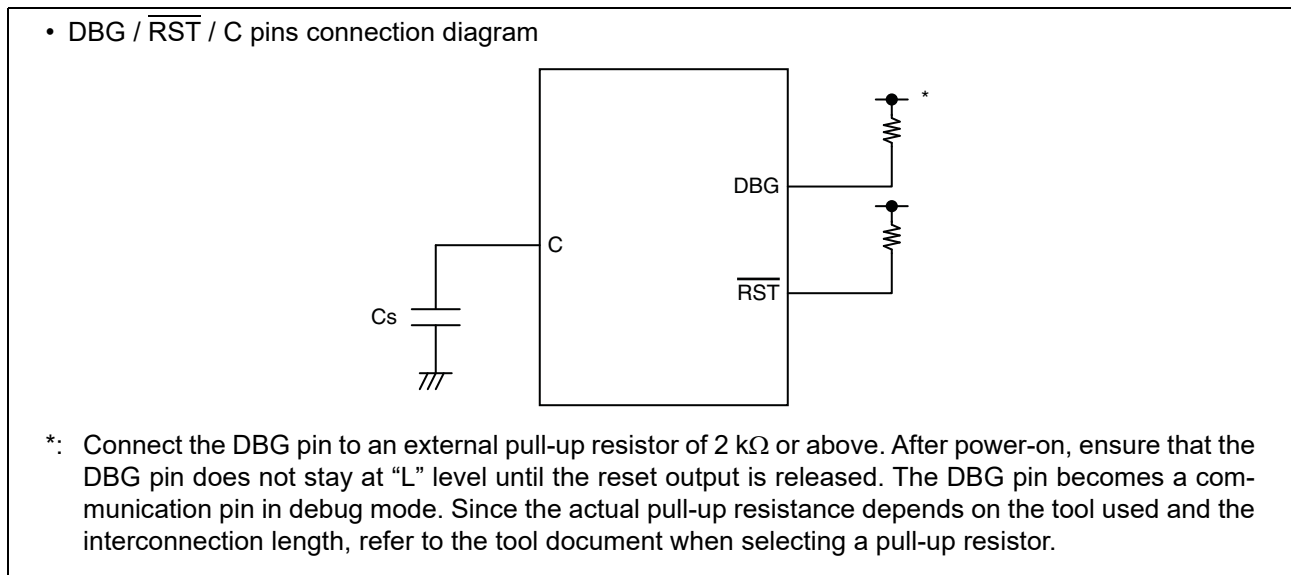 • DBG / R̅S̅T̅ / C pins connection diagram
*
DBG
C
R̅S̅T̅
Cs
*: Connect the DBG pin to an external pull-up resistor of 2 kΩ or above. After power-on, ensure that the
DBG pin does not stay at “L” level until the reset output is released. The DBG pin becomes a com-
munication pin in debug mode. Since the actual pull-up resistance depends on the tool used and the
interconnection length, refer to the tool document when selecting a pull-up resistor.